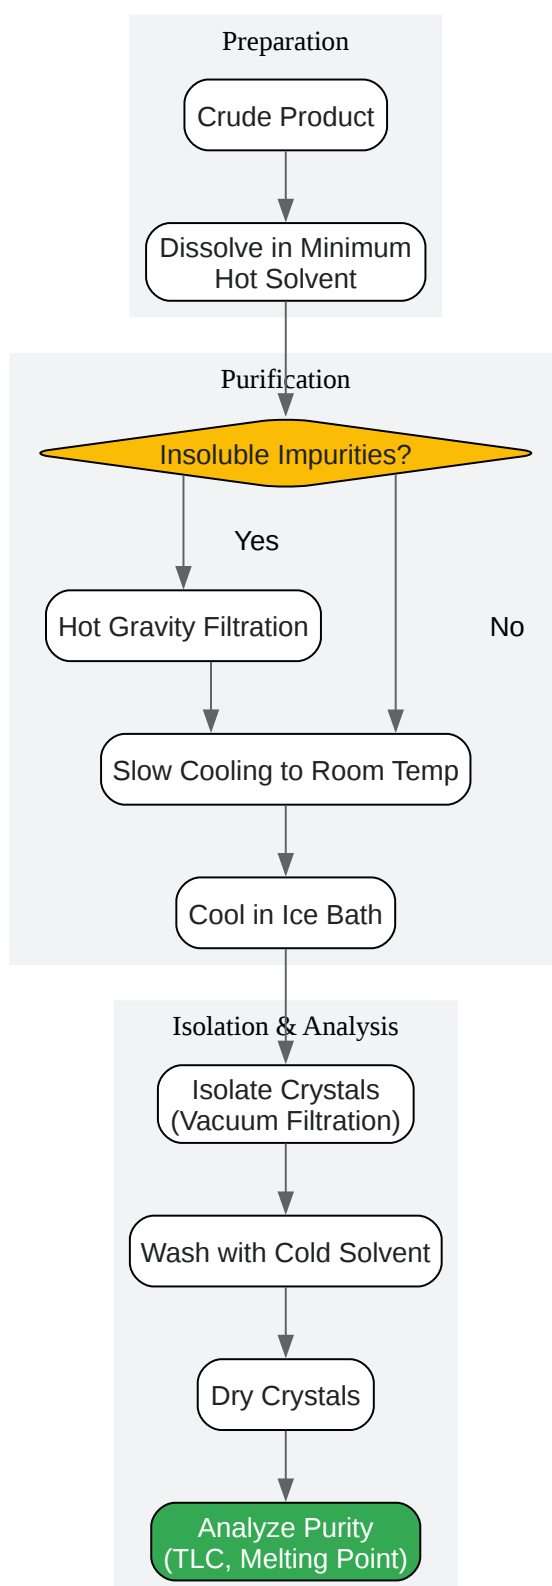 Preparation
Crude Product
Dissolve in Minimum
Hot Solvent
Purification
Insoluble Impurities?
Yes
Hot Gravity Filtration
No
Slow Cooling to Room Temp
Cool in Ice Bath
Isolation & Analysis
Isolate Crystals
(Vacuum Filtration)
Wash with Cold Solvent
Dry Crystals
Analyze Purity
(TLC, Melting Point)